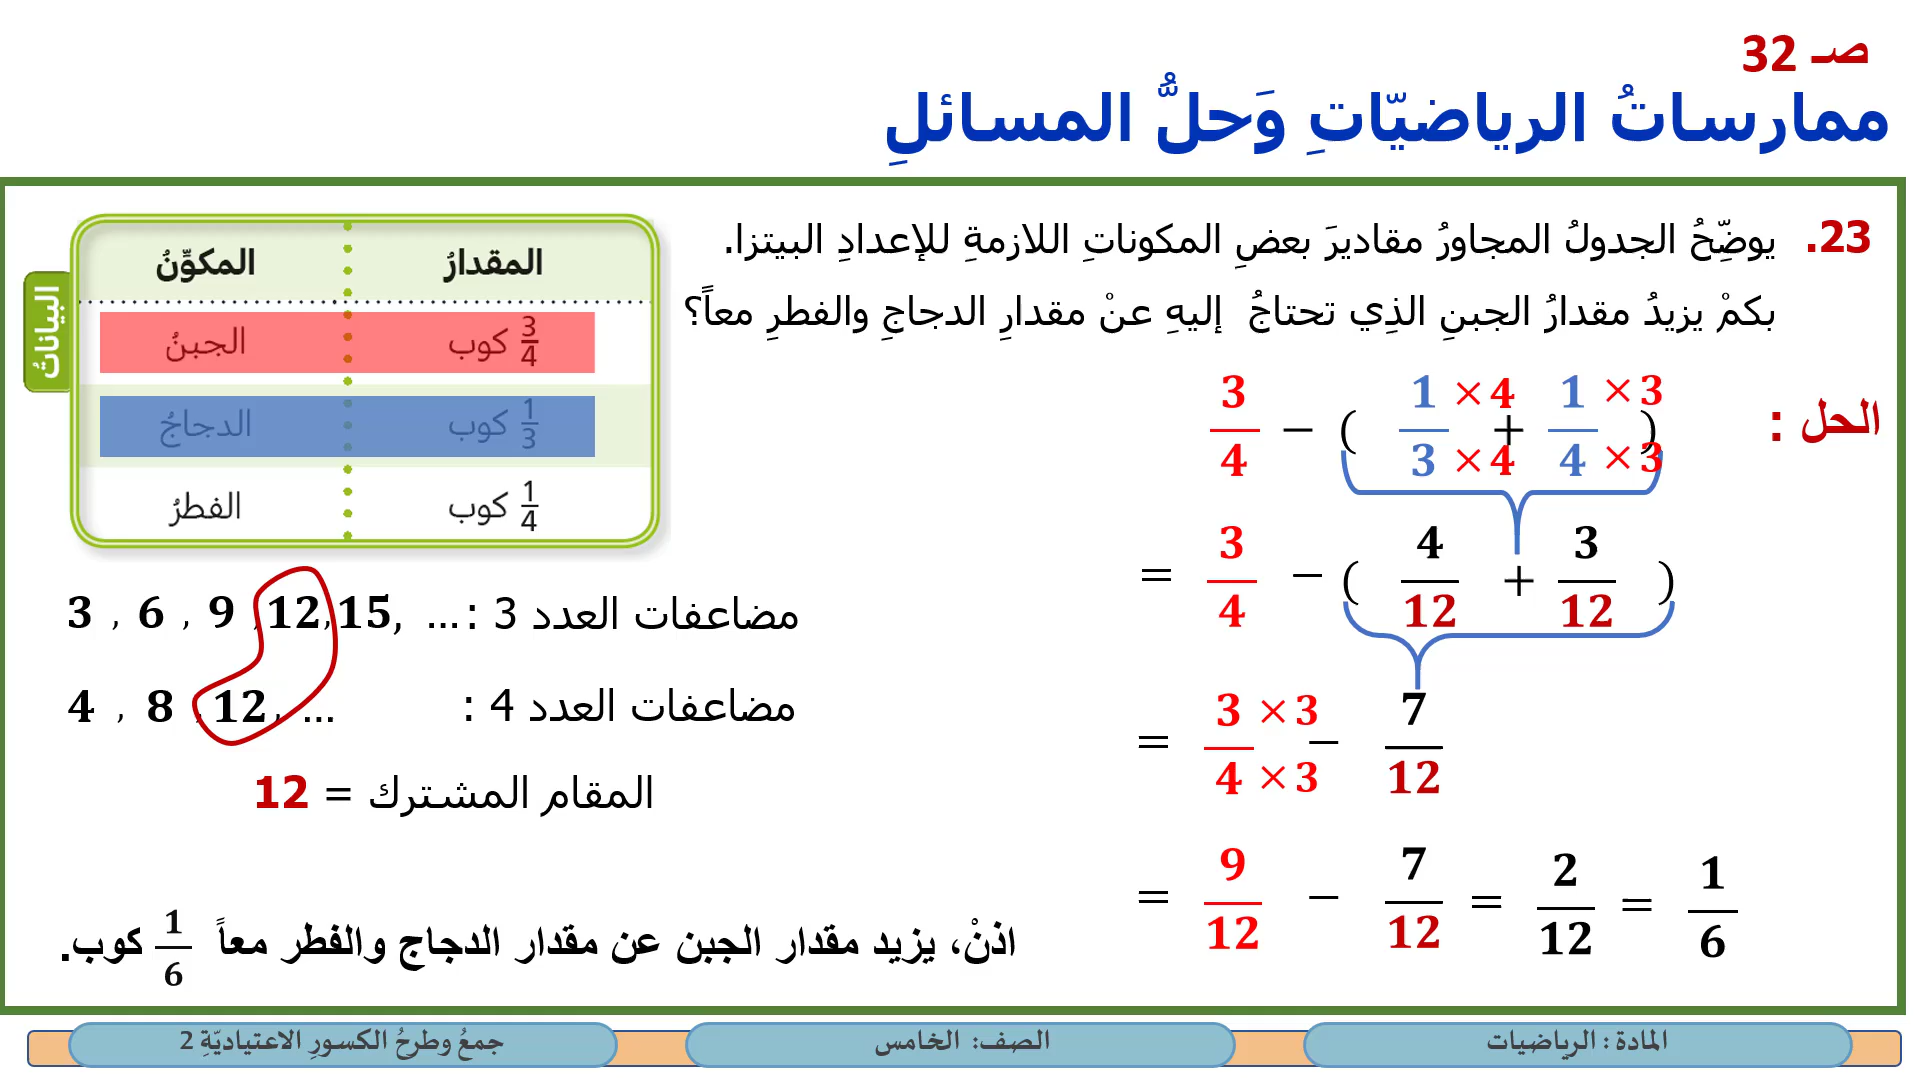 صـ 32
ممارساتُ الرياضيّاتِ وَحلُّ المسائلِ
23. يوضِّحُ الجدولُ المجاورُ مقاديرَ بعضِ المكوناتِ اللازمةِ للإعدادِ البيتزا.
بكمْ يزيدُ مقدارُ الجبنِ الذِي تحتاجُ إليهِ عنْ مقدارِ الدجاجِ والفطرِ معاً؟
البياناتُ
المقدارُ المكوِّنُ
3/4 كوب الجبنُ
1/3 كوب الدجاجُ
1/4 كوب الفطرُ
الحل :
3/4 − ( 1×4/3×4 + 1×3/4×3 )
= 3/4 − ( 4/12 + 3/12 )
= 3×3/4×3 − 7/12
= 9/12 − 7/12 = 2/12 = 1/6
مضاعفات العدد 3 : 3 , 6 , 9 , 12 , 15 , ...
مضاعفات العدد 4 : 4 , 8 , 12 , ...
المقام المشترك = 12
اذنْ، يزيد مقدار الجبن عن مقدار الدجاج والفطر معاً 1/6 كوب.
المادة : الرياضيات
الصف: الخامس
جمعُ وطرحُ الكسورِ الاعتياديّةِ 2